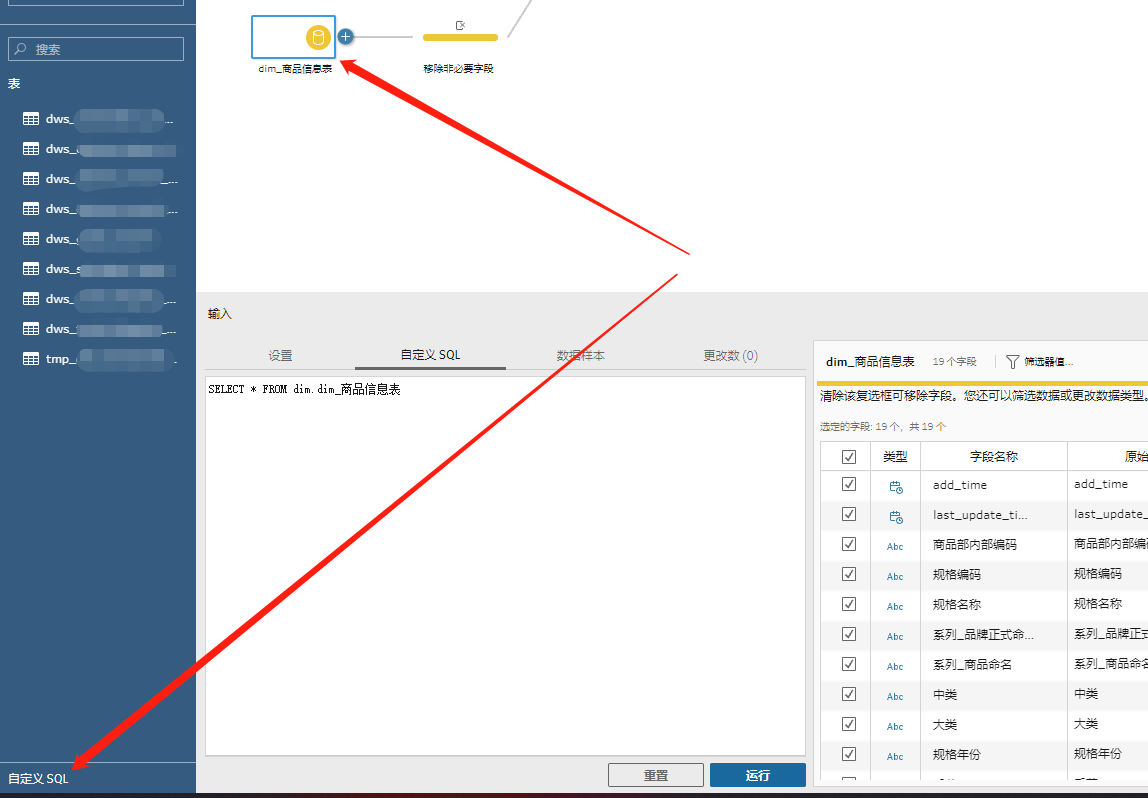 搜索
表
dws_
dws_
dws_
dws_
dws_
dws_
dws_
dws_
tmp_
自定义 SQL
dim_商品信息表
移除非必要字段
输入
设置
自定义 SQL
数据样本
更改数 (0)
SELECT * FROM dim.dim_商品信息表
重置
运行
dim_商品信息表 19 个字段 筛选器值...
清除该复选框可移除字段。您还可以筛选数据或更改数据类型。
选定的字段: 19 个，共 19 个
类型 字段名称 原始
add_time add_time
last_update_ti... last_update_
Abc 商品部内部编码 商品部内部编
Abc 规格编码 规格编码
Abc 规格名称 规格名称
Abc 系列_品牌正式命... 系列_品牌正式
Abc 系列_商品命名 系列_商品命名
Abc 中类 中类
Abc 大类 大类
Abc 规格年份 规格年份